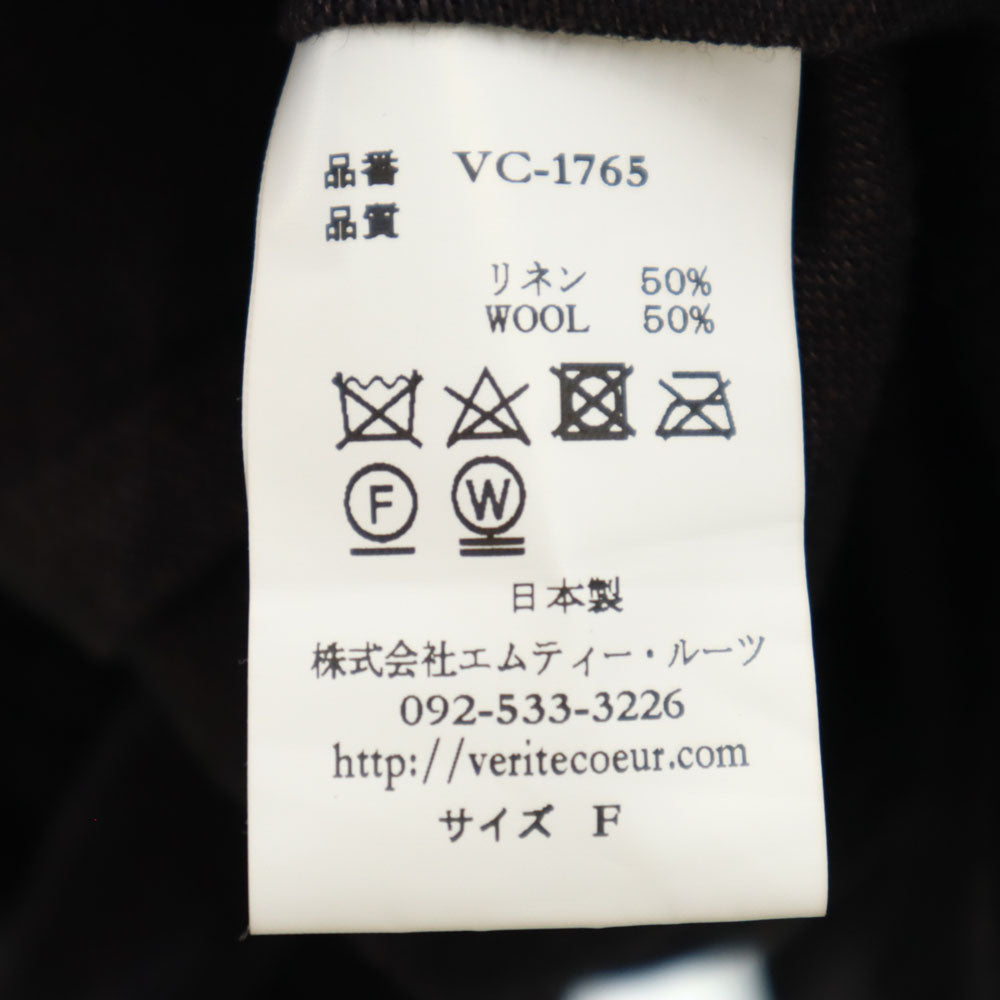 品番 VC-1765
品質
リネン 50%
WOOL 50%
F W
日本製
株式会社エムティー・ルーツ
092-533-3226
http://veritecoeur.com
サイズ F